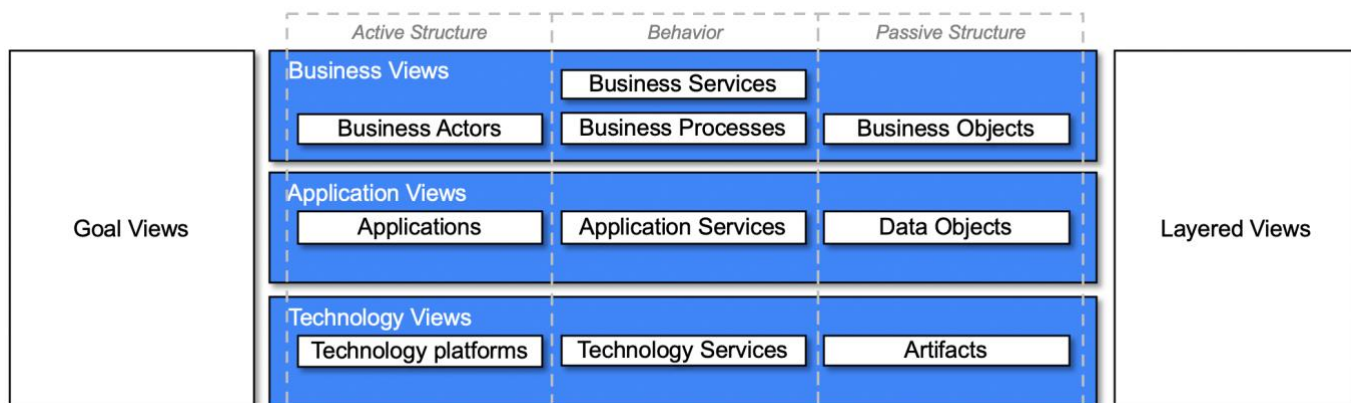 Active Structure
Behavior
Passive Structure
Goal Views
Business Views
Business Services
Business Actors
Business Processes
Business Objects
Application Views
Applications
Application Services
Data Objects
Technology Views
Technology platforms
Technology Services
Artifacts
Layered Views